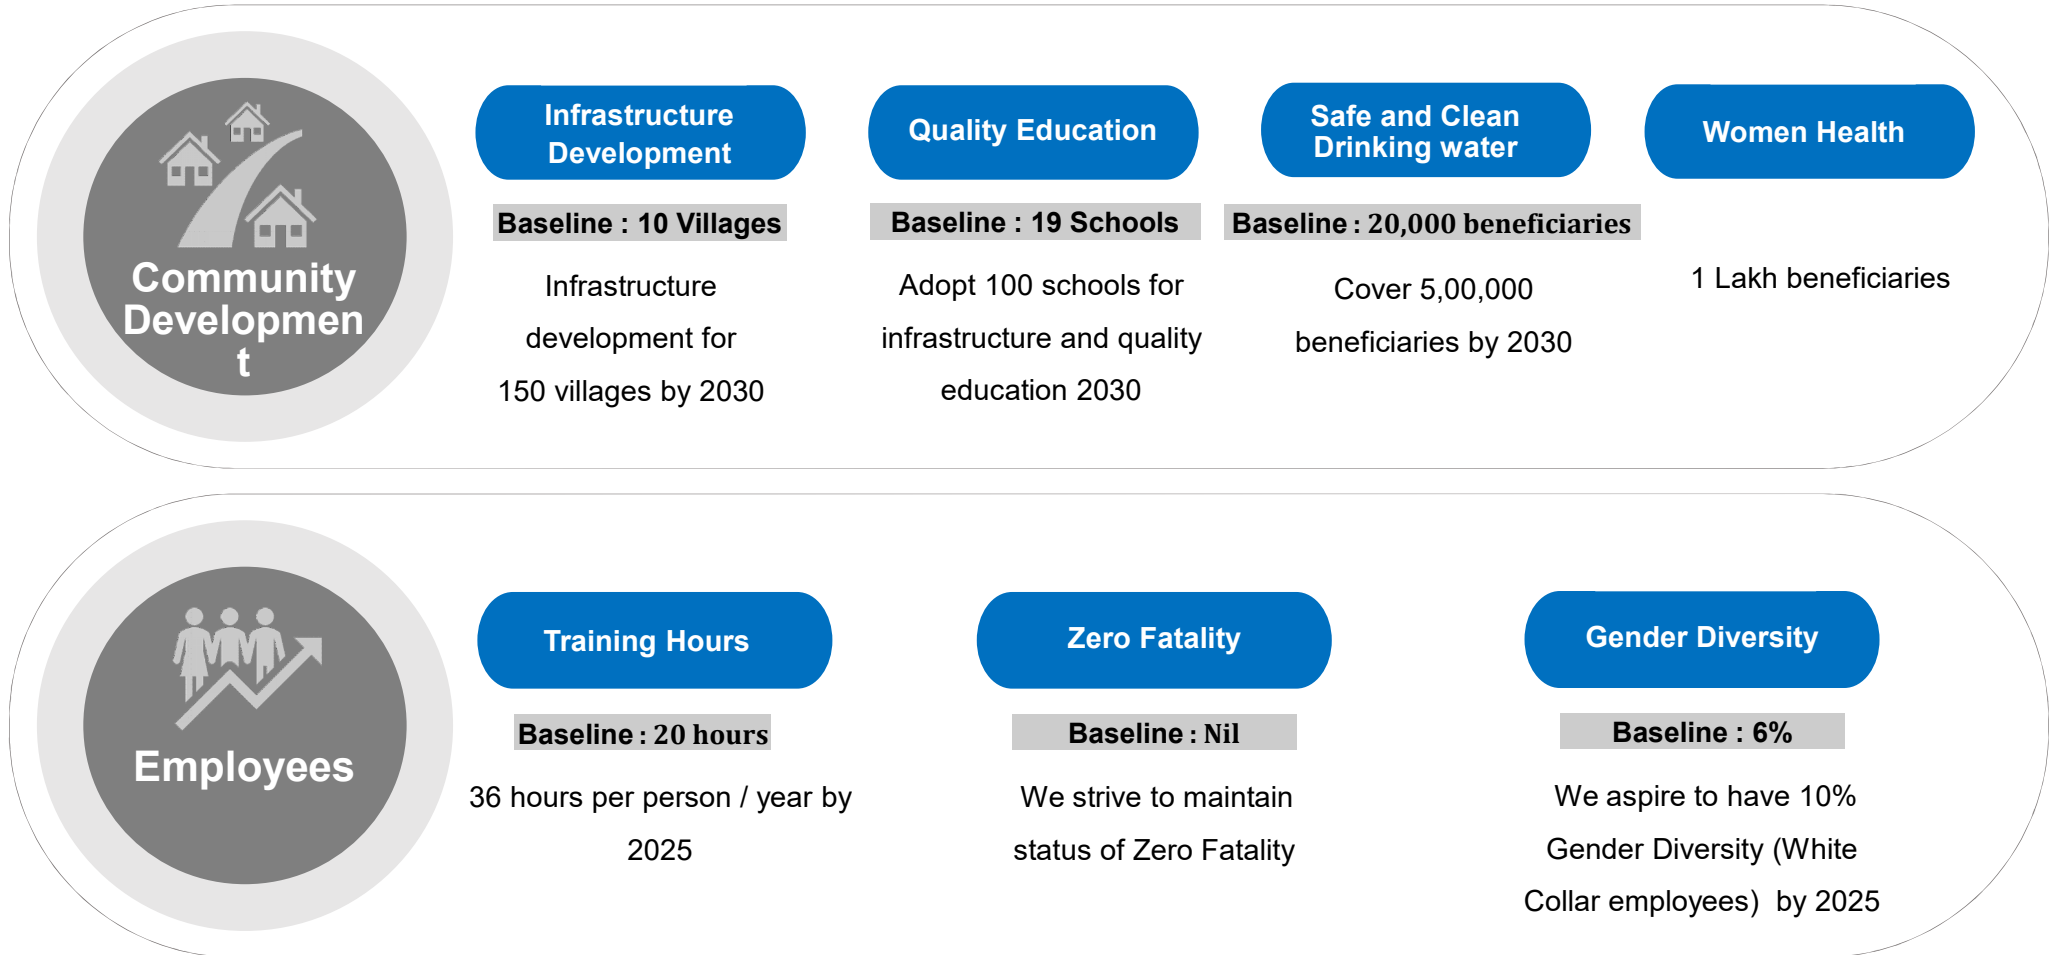 Community
Developmen
t
Infrastructure
Development
Baseline : 10 Villages
Infrastructure
development for
150 villages by 2030
Quality Education
Baseline : 19 Schools
Adopt 100 schools for
infrastructure and quality
education 2030
Safe and Clean
Drinking water
Baseline : 20,000 beneficiaries
Cover 5,00,000
beneficiaries by 2030
Women Health
1 Lakh beneficiaries
Employees
Training Hours
Baseline : 20 hours
36 hours per person / year by
2025
Zero Fatality
Baseline : Nil
We strive to maintain
status of Zero Fatality
Gender Diversity
Baseline : 6%
We aspire to have 10%
Gender Diversity (White
Collar employees)  by 2025